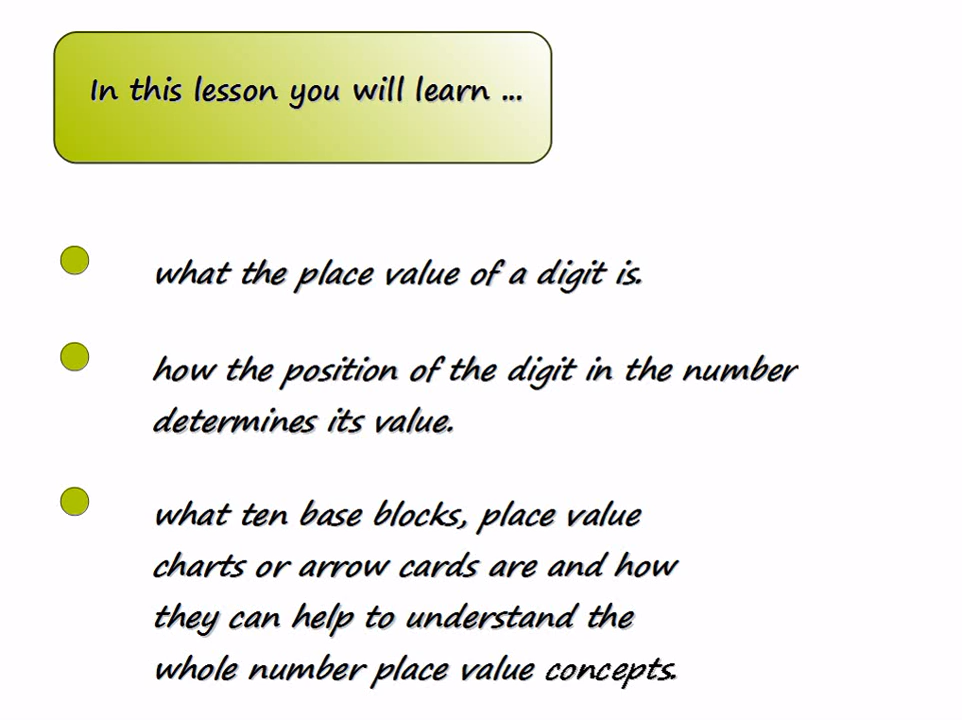 In this lesson you will learn ...
what the place value of a digit is.
how the position of the digit in the number
determines its value.
what ten base blocks, place value
charts or arrow cards are and how
they can help to understand the
whole number place value concepts.